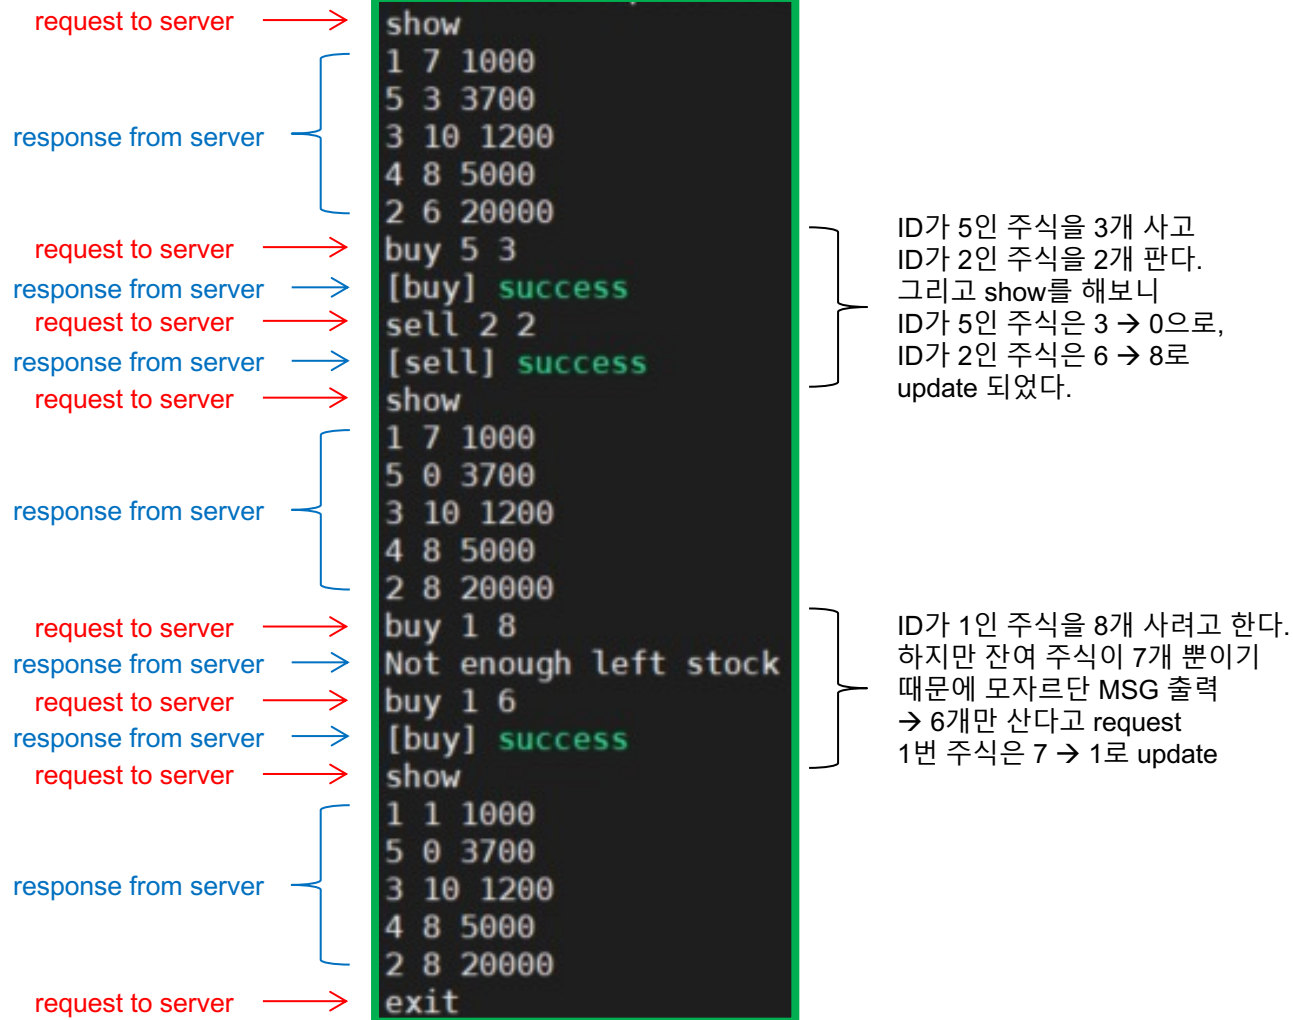 request to server
show
1 7 1000
5 3 3700
response from server
3 10 1200
4 8 5000
2 6 20000
request to server
buy 5 3
response from server
[buy] success
request to server
sell 2 2
response from server
[sell] success
request to server
show
ID가 5인 주식을 3개 사고
ID가 2인 주식을 2개 판다.
그리고 show를 해보니
ID가 5인 주식은 3 → 0으로,
ID가 2인 주식은 6 → 8로
update 되었다.
1 7 1000
5 0 3700
response from server
3 10 1200
4 8 5000
2 8 20000
request to server
buy 1 8
response from server
Not enough left stock
request to server
buy 1 6
response from server
[buy] success
request to server
show
ID가 1인 주식을 8개 사려고 한다.
하지만 잔여 주식이 7개 뿐이기
때문에 모자르단 MSG 출력
→ 6개만 산다고 request
1번 주식은 7 → 1로 update
1 1 1000
5 0 3700
response from server
3 10 1200
4 8 5000
2 8 20000
request to server
exit